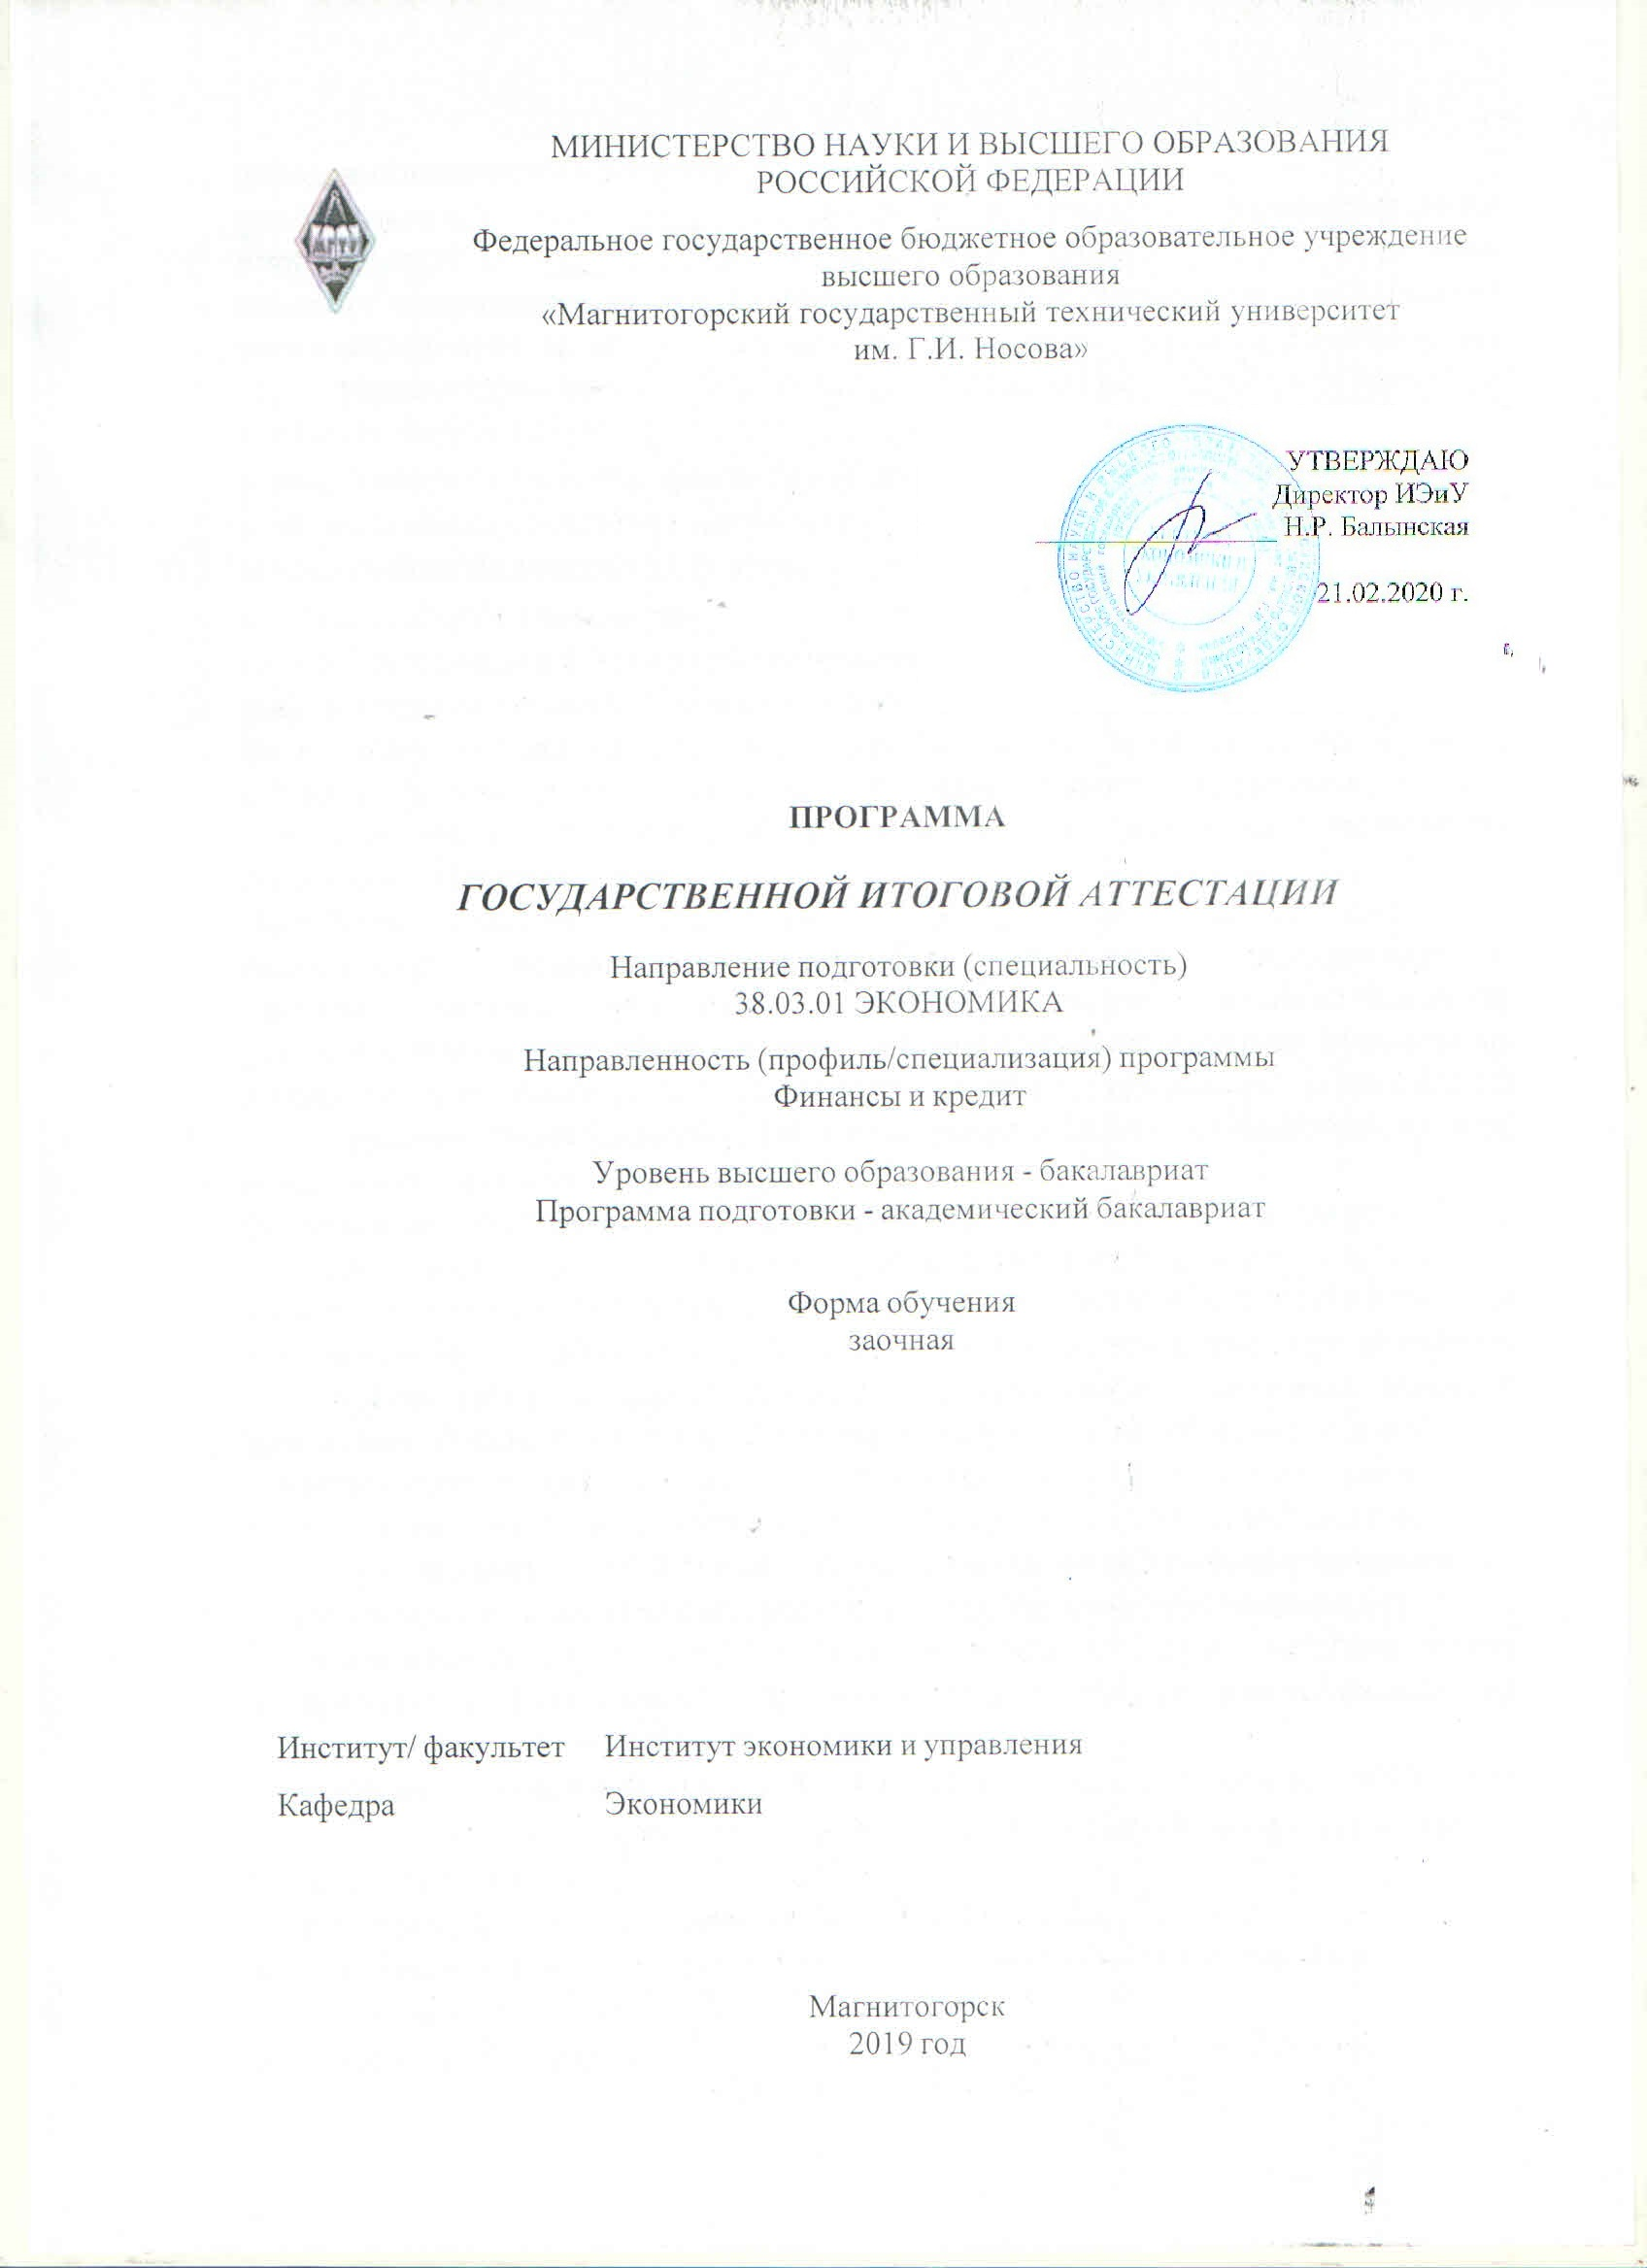 МИНИСТЕРСТВО НАУКИ И ВЫСШЕГО ОБРАЗОВАНИЯ
РОССИЙСКОЙ ФЕДЕРАЦИИ
МГТУ
Федеральное государственное бюджетное образовательное учреждение
высшего образования
«Магнитогорский государственный технический университет
им. Г.И. Носова»
УТВЕРЖДАЮ
Директор ИЭиУ
Н.Р. Балынская
21.02.2020 г.
ПРОГРАММА
ГОСУДАРСТВЕННОЙ ИТОГОВОЙ АТТЕСТАЦИИ
Направление подготовки (специальность)
38.03.01 ЭКОНОМИКА
Направленность (профиль/специализация) программы
Финансы и кредит
Уровень высшего образования - бакалавриат
Программа подготовки - академический бакалавриат
Форма обучения
заочная
Институт/ факультет Институт экономики и управления
Кафедра Экономики
Магнитогорск
2019 год